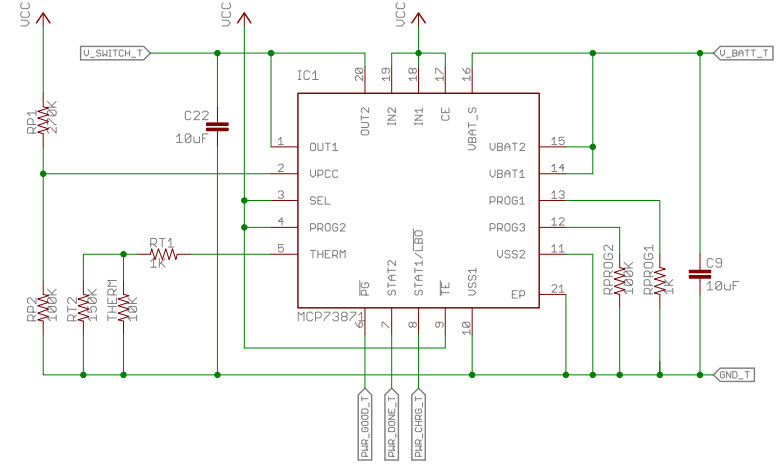 VCC
VCC
VCC
V_SWITCH_T
V_BATT_T
IC1
20
19
18
17
16
OUT2
IN2
IN1
CE
VBAT_S
RP1
270K
C22
10uF
1
OUT1
VBAT2
15
2
VPCC
VBAT1
14
3
SEL
PROG1
13
4
PROG2
PROG3
12
5
THERM
VSS2
11
RT1
1K
PG
STAT2
STAT1/LBO
TE
VSS1
EP
21
RP2
100K
RT2
150K
THERM
10K
RPROG2
100K
RPROG1
1K
C9
10uF
MCP73871
6
7
8
9
10
GND_T
PWR_GOOD_T
PWR_DONE_T
PWR_CHRG_T